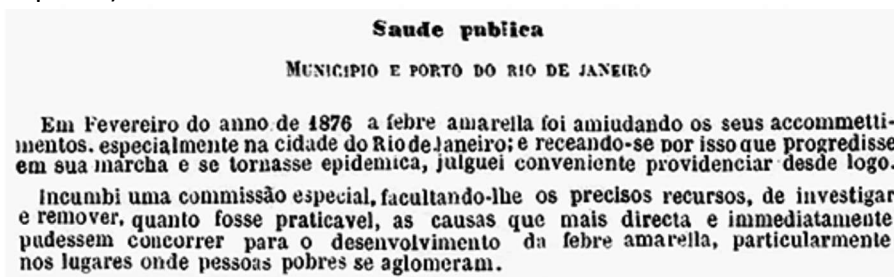 Saude publica
MUNICIPIO E PORTO DO RIO DE JANEIRO
Em Fevereiro do anno de 1876 a febre amarella foi amiudando os seus accommetti-
mentos, especialmente na cidade do Rio de Janeiro; e receando-se por isso que progredisse
em sua marcha e se tornasse epidemica, julguei conveniente providenciar desde logo.
Incumbi uma commissão especial, facultando-lhe os precisos recursos, de investigar
e remover, quanto fosse praticavel, as causas que mais directa e immediatamente
pudessem concorrer para o desenvolvimento da febre amarella, particularmente
nos lugares onde pessoas pobres se aglomeram.